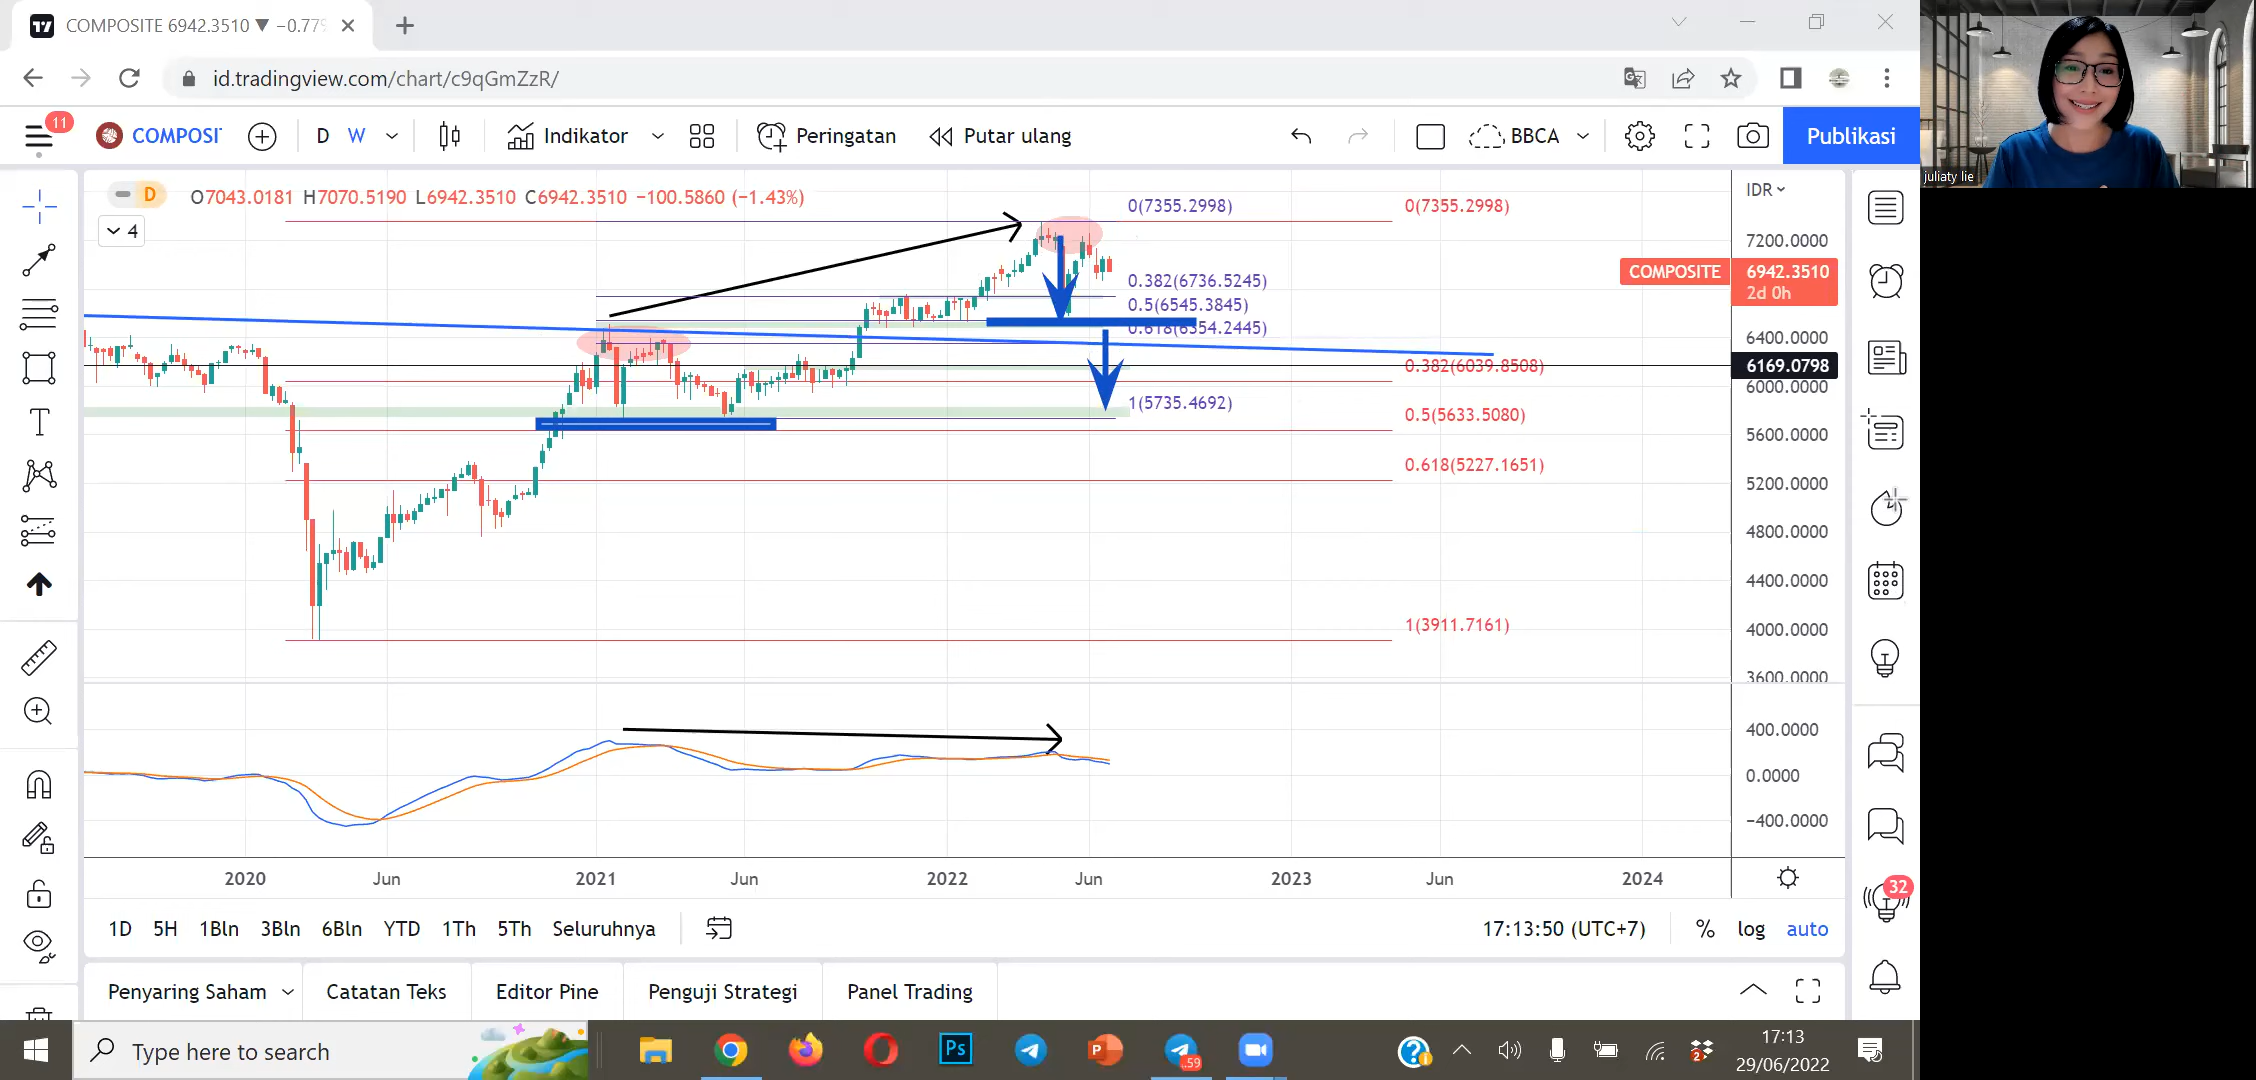 COMPOSITE 6942.3510 ▼ −0.77%
id.tradingview.com/chart/c9qGmZzR/
11
COMPOSI
D W
Indikator
Peringatan
Putar ulang
BBCA
Publikasi
juliaty lie
D
O7043.0181 H7070.5190 L6942.3510 C6942.3510 −100.5860 (−1.43%)
4
IDR
0(7355.2998)
0(7355.2998)
7200.0000
COMPOSITE 6942.3510
2d 0h
0.382(6736.5245)
0.5(6545.3845)
0.618(6354.2445)
6400.0000
0.382(6039.8508)
6169.0798
6000.0000
1(5735.4692)
0.5(5633.5080)
5600.0000
0.618(5227.1651)
5200.0000
4800.0000
4400.0000
1(3911.7161)
4000.0000
3600.0000
400.0000
0.0000
−400.0000
2020 Jun 2021 Jun 2022 Jun 2023 Jun 2024
32
1D 5H 1Bln 3Bln 6Bln YTD 1Th 5Th Seluruhnya
17:13:50 (UTC+7) % log auto
Penyaring Saham Catatan Teks Editor Pine Penguji Strategi Panel Trading
Type here to search
Ps
P
59
2
17:13
29/06/2022